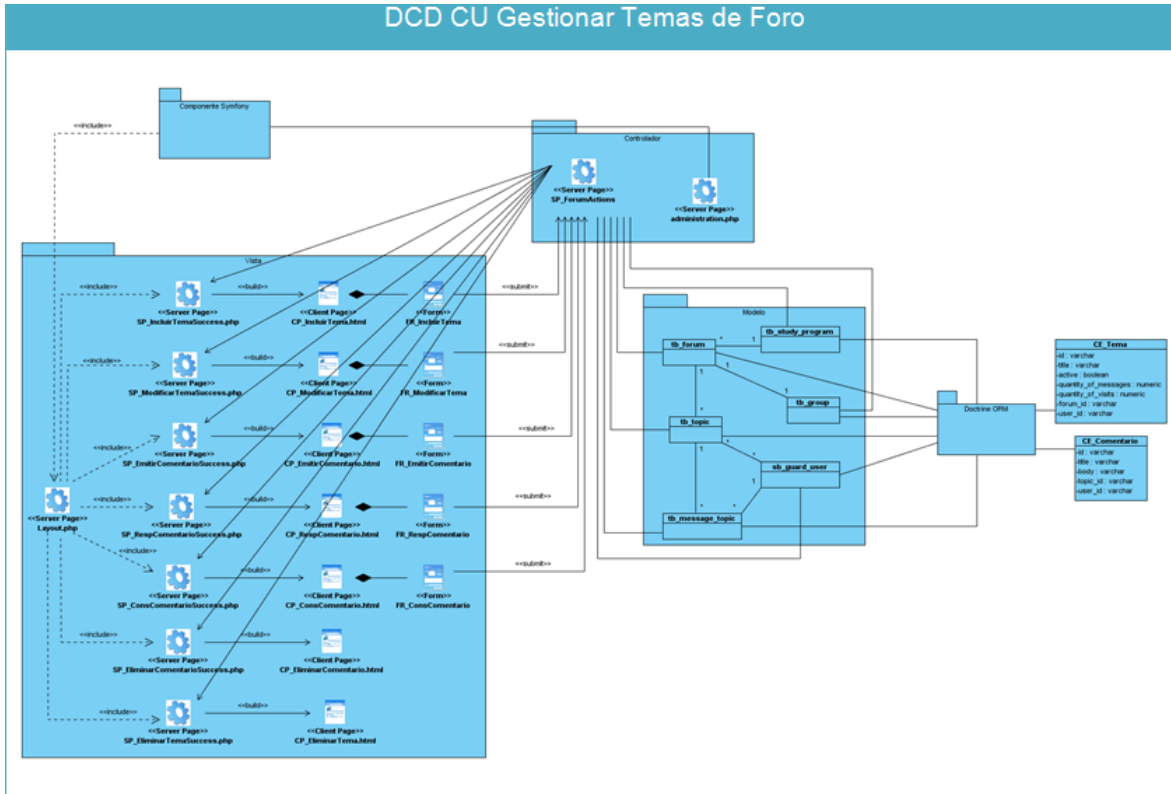 DCD CU Gestionar Temas de Foro
Componente Symfony
<<include>>
Controlador
<<Server Page>>
SP_ForumActions
<<Server Page>>
administration.php
Vista
<<include>>
<<Server Page>>
SP_IncluirTemaSuccess.php
<<build>>
<<Client Page>>
CP_IncluirTema.html
<<Form>>
FR_IncluirTema
<<submit>>
<<include>>
<<Server Page>>
SP_ModificarTemaSuccess.php
<<build>>
<<Client Page>>
CP_ModificarTema.html
<<Form>>
FR_ModificarTema
<<submit>>
<<include>>
<<Server Page>>
SP_EmitirComentarioSuccess.php
<<build>>
<<Client Page>>
CP_EmitirComentario.html
<<Form>>
FR_EmitirComentario
<<submit>>
<<Server Page>>
Layout.php
<<include>>
<<Server Page>>
SP_RespComentarioSuccess.php
<<build>>
<<Client Page>>
CP_RespComentario.html
<<Form>>
FR_RespComentario
<<submit>>
<<include>>
<<Server Page>>
SP_ConsComentarioSuccess.php
<<build>>
<<Client Page>>
CP_ConsComentario.html
<<Form>>
FR_ConsComentario
<<submit>>
<<Server Page>>
SP_EliminarComentarioSuccess.php
<<build>>
<<Client Page>>
CP_EliminarComentario.html
<<include>>
<<Server Page>>
SP_EliminarTemaSuccess.php
<<build>>
<<Client Page>>
CP_EliminarTema.html
Modelo
tb_study_program
tb_forum
*
1
1
1
1
tb_group
*
tb_topic
*
*
1
1
sb_guard_user
*
*
tb_message_topic
Doctrine ORM
CE_Tema
-id : varchar
-title : varchar
-active : boolean
-quantity_of_messages : numeric
-quantity_of_visits : numeric
-forum_id : varchar
-user_id : varchar
CE_Comentario
-id : varchar
-title : varchar
-body : varchar
-topic_id : varchar
-user_id : varchar